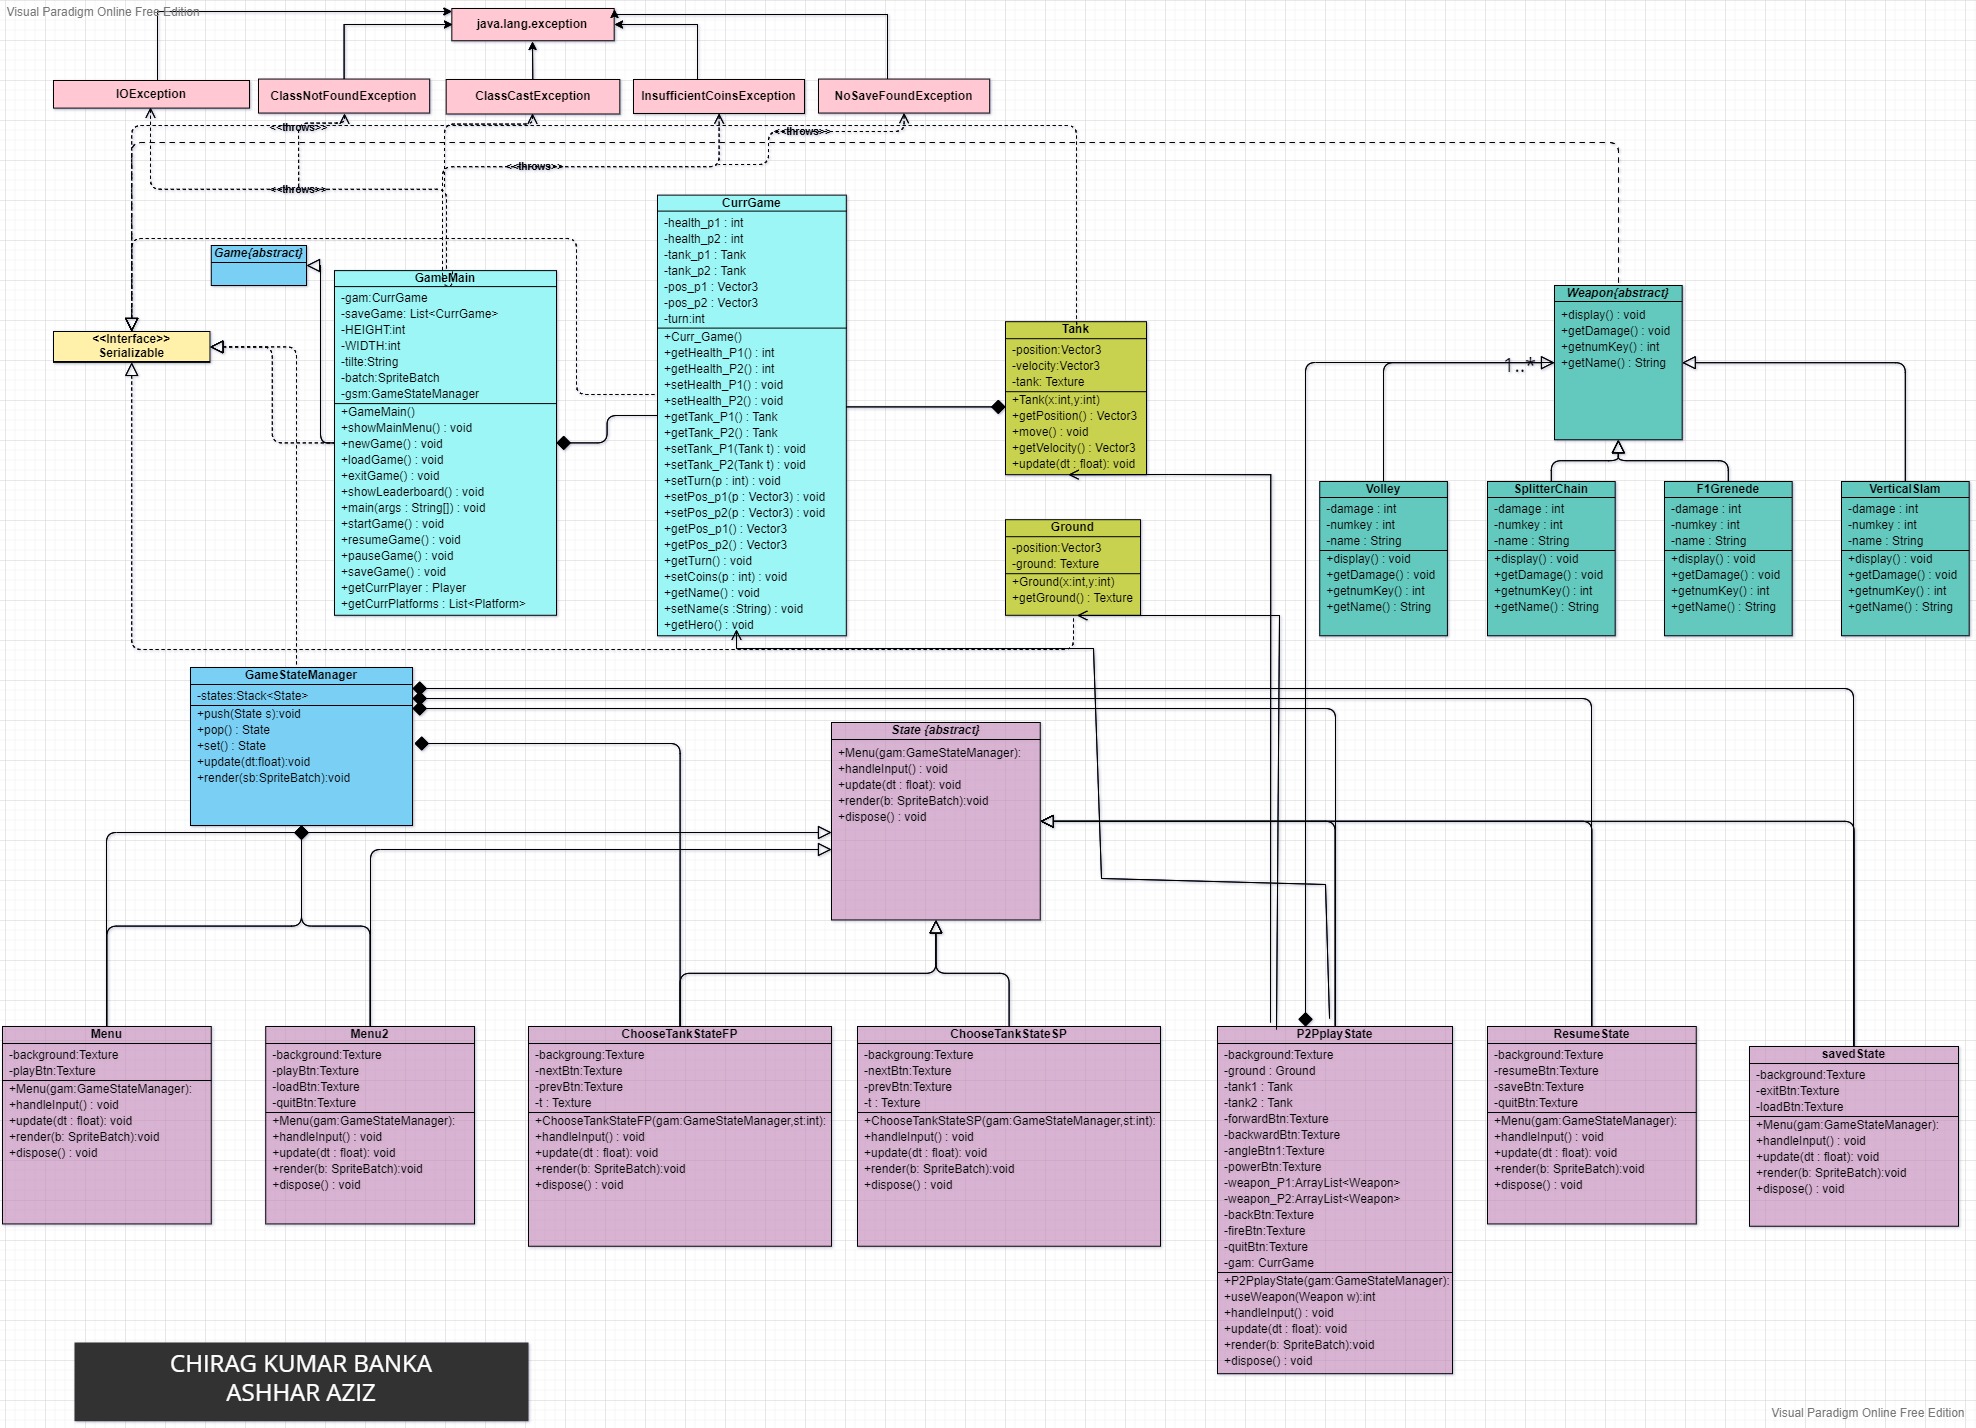 Visual Paradigm Online Free Edition
java.lang.exception
IOException
ClassNotFoundException
ClassCastException
InsufficientCoinsException
NoSaveFoundException
<<throws>>
<<throws>>
<<throws>>
<<throws>>
Game{abstract}
<<Interface>>
Serializable
GameMain
-gam:CurrGame
-saveGame: List<CurrGame>
-HEIGHT:int
-WIDTH:int
-tilte:String
-batch:SpriteBatch
-gsm:GameStateManager
+GameMain()
+showMainMenu() : void
+newGame() : void
+loadGame() : void
+exitGame() : void
+showLeaderboard() : void
+main(args : String[]) : void
+startGame() : void
+resumeGame() : void
+pauseGame() : void
+saveGame() : void
+getCurrPlayer : Player
+getCurrPlatforms : List<Platform>
CurrGame
-health_p1 : int
-health_p2 : int
-tank_p1 : Tank
-tank_p2 : Tank
-pos_p1 : Vector3
-pos_p2 : Vector3
-turn:int
+Curr_Game()
+getHealth_P1() : int
+getHealth_P2() : int
+setHealth_P1() : void
+setHealth_P2() : void
+getTank_P1() : Tank
+getTank_P2() : Tank
+setTank_P1(Tank t) : void
+setTank_P2(Tank t) : void
+setTurn(p : int) : void
+setPos_p1(p : Vector3) : void
+setPos_p2(p : Vector3) : void
+getPos_p1() : Vector3
+getPos_p2() : Vector3
+getTurn() : void
+setCoins(p : int) : void
+getName() : void
+setName(s :String) : void
+getHero() : void
Tank
-position:Vector3
-velocity:Vector3
-tank: Texture
+Tank(x:int,y:int)
+getPosition() : Vector3
+move() : void
+getVelocity() : Vector3
+update(dt : float): void
Ground
-position:Vector3
-ground: Texture
+Ground(x:int,y:int)
+getGround() : Texture
Weapon{abstract}
+display() : void
+getDamage() : void
+getnumKey() : int
+getName() : String
1..*
Volley
-damage : int
-numkey : int
-name : String
+display() : void
+getDamage() : void
+getnumKey() : int
+getName() : String
SplitterChain
-damage : int
-numkey : int
-name : String
+display() : void
+getDamage() : void
+getnumKey() : int
+getName() : String
F1Grenede
-damage : int
-numkey : int
-name : String
+display() : void
+getDamage() : void
+getnumKey() : int
+getName() : String
VerticalSlam
-damage : int
-numkey : int
-name : String
+display() : void
+getDamage() : void
+getnumKey() : int
+getName() : String
GameStateManager
-states:Stack<State>
+push(State s):void
+pop() : State
+set() : State
+update(dt:float):void
+render(sb:SpriteBatch):void
State {abstract}
+Menu(gam:GameStateManager):
+handleInput() : void
+update(dt : float): void
+render(b: SpriteBatch):void
+dispose() : void
Menu
-background:Texture
-playBtn:Texture
+Menu(gam:GameStateManager):
+handleInput() : void
+update(dt : float): void
+render(b: SpriteBatch):void
+dispose() : void
Menu2
-background:Texture
-playBtn:Texture
-loadBtn:Texture
-quitBtn:Texture
+Menu(gam:GameStateManager):
+handleInput() : void
+update(dt : float): void
+render(b: SpriteBatch):void
+dispose() : void
ChooseTankStateFP
-backgroung:Texture
-nextBtn:Texture
-prevBtn:Texture
-t : Texture
+ChooseTankStateFP(gam:GameStateManager,st:int):
+handleInput() : void
+update(dt : float): void
+render(b: SpriteBatch):void
+dispose() : void
ChooseTankStateSP
-backgroung:Texture
-nextBtn:Texture
-prevBtn:Texture
-t : Texture
+ChooseTankStateSP(gam:GameStateManager,st:int):
+handleInput() : void
+update(dt : float): void
+render(b: SpriteBatch):void
+dispose() : void
P2PplayState
-background:Texture
-ground : Ground
-tank1 : Tank
-tank2 : Tank
-forwardBtn:Texture
-backwardBtn:Texture
-angleBtn1:Texture
-powerBtn:Texture
-weapon_P1:ArrayList<Weapon>
-weapon_P2:ArrayList<Weapon>
-backBtn:Texture
-fireBtn:Texture
-quitBtn:Texture
-gam: CurrGame
+P2PplayState(gam:GameStateManager):
+useWeapon(Weapon w):int
+handleInput() : void
+update(dt : float): void
+render(b: SpriteBatch):void
+dispose() : void
ResumeState
-background:Texture
-resumeBtn:Texture
-saveBtn:Texture
-quitBtn:Texture
+Menu(gam:GameStateManager):
+handleInput() : void
+update(dt : float): void
+render(b: SpriteBatch):void
+dispose() : void
savedState
-background:Texture
-exitBtn:Texture
-loadBtn:Texture
+Menu(gam:GameStateManager):
+handleInput() : void
+update(dt : float): void
+render(b: SpriteBatch):void
+dispose() : void
CHIRAG KUMAR BANKA
ASHHAR AZIZ
Visual Paradigm Online Free Edition